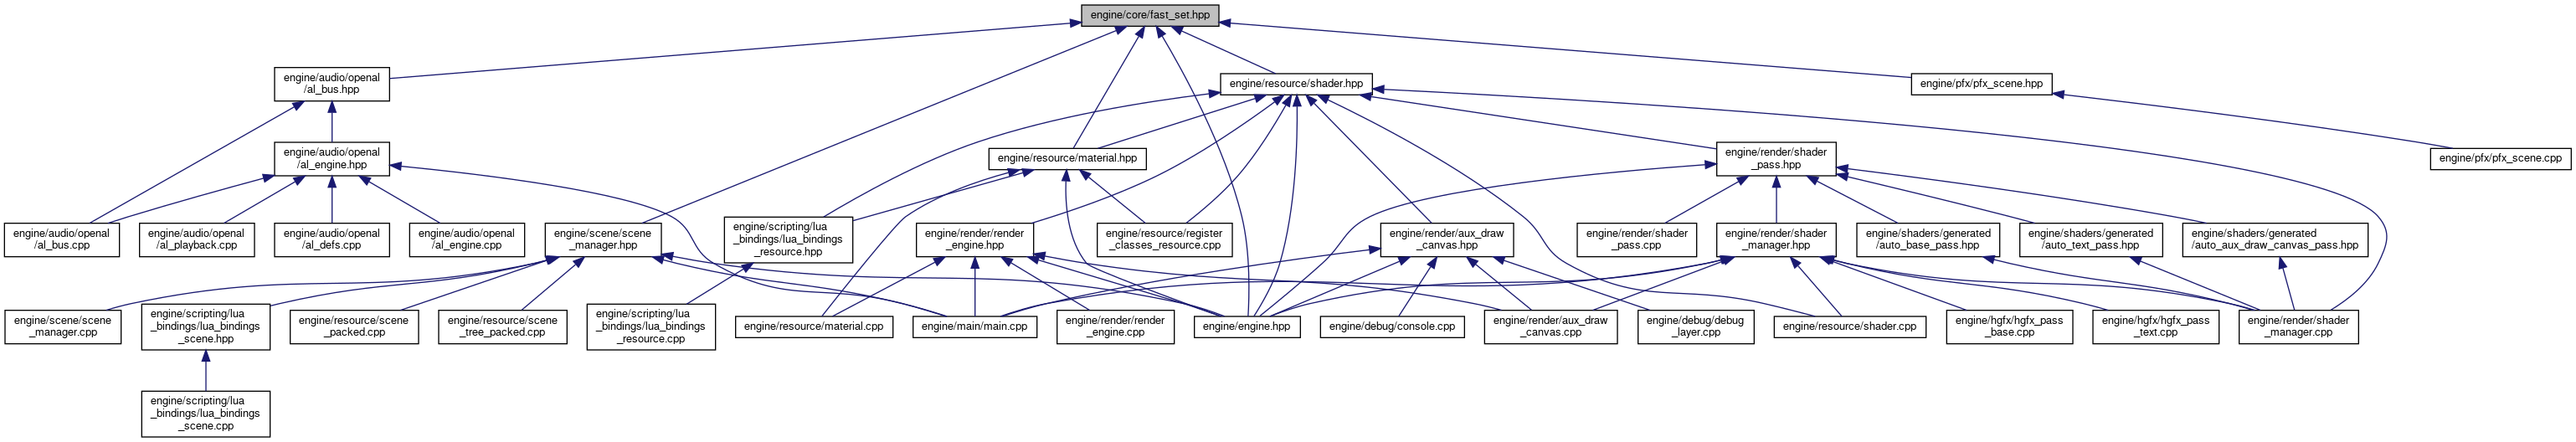 engine/core/fast_set.hpp
engine/audio/openal
/al_bus.hpp
engine/resource/shader.hpp
engine/pfx/pfx_scene.hpp
engine/audio/openal
/al_engine.hpp
engine/resource/material.hpp
engine/render/shader
_pass.hpp
engine/pfx/pfx_scene.cpp
engine/audio/openal
/al_bus.cpp
engine/audio/openal
/al_playback.cpp
engine/audio/openal
/al_defs.cpp
engine/audio/openal
/al_engine.cpp
engine/scene/scene
_manager.hpp
engine/scripting/lua
_bindings/lua_bindings
_resource.hpp
engine/render/render
_engine.hpp
engine/resource/register
_classes_resource.cpp
engine/render/aux_draw
_canvas.hpp
engine/render/shader
_pass.cpp
engine/render/shader
_manager.hpp
engine/shaders/generated
/auto_base_pass.hpp
engine/shaders/generated
/auto_text_pass.hpp
engine/shaders/generated
/auto_aux_draw_canvas_pass.hpp
engine/scene/scene
_manager.cpp
engine/scripting/lua
_bindings/lua_bindings
_scene.hpp
engine/resource/scene
_packed.cpp
engine/resource/scene
_tree_packed.cpp
engine/scripting/lua
_bindings/lua_bindings
_resource.cpp
engine/resource/material.cpp
engine/main/main.cpp
engine/render/render
_engine.cpp
engine/engine.hpp
engine/debug/console.cpp
engine/render/aux_draw
_canvas.cpp
engine/debug/debug
_layer.cpp
engine/resource/shader.cpp
engine/hgfx/hgfx_pass
_base.cpp
engine/hgfx/hgfx_pass
_text.cpp
engine/render/shader
_manager.cpp
engine/scripting/lua
_bindings/lua_bindings
_scene.cpp